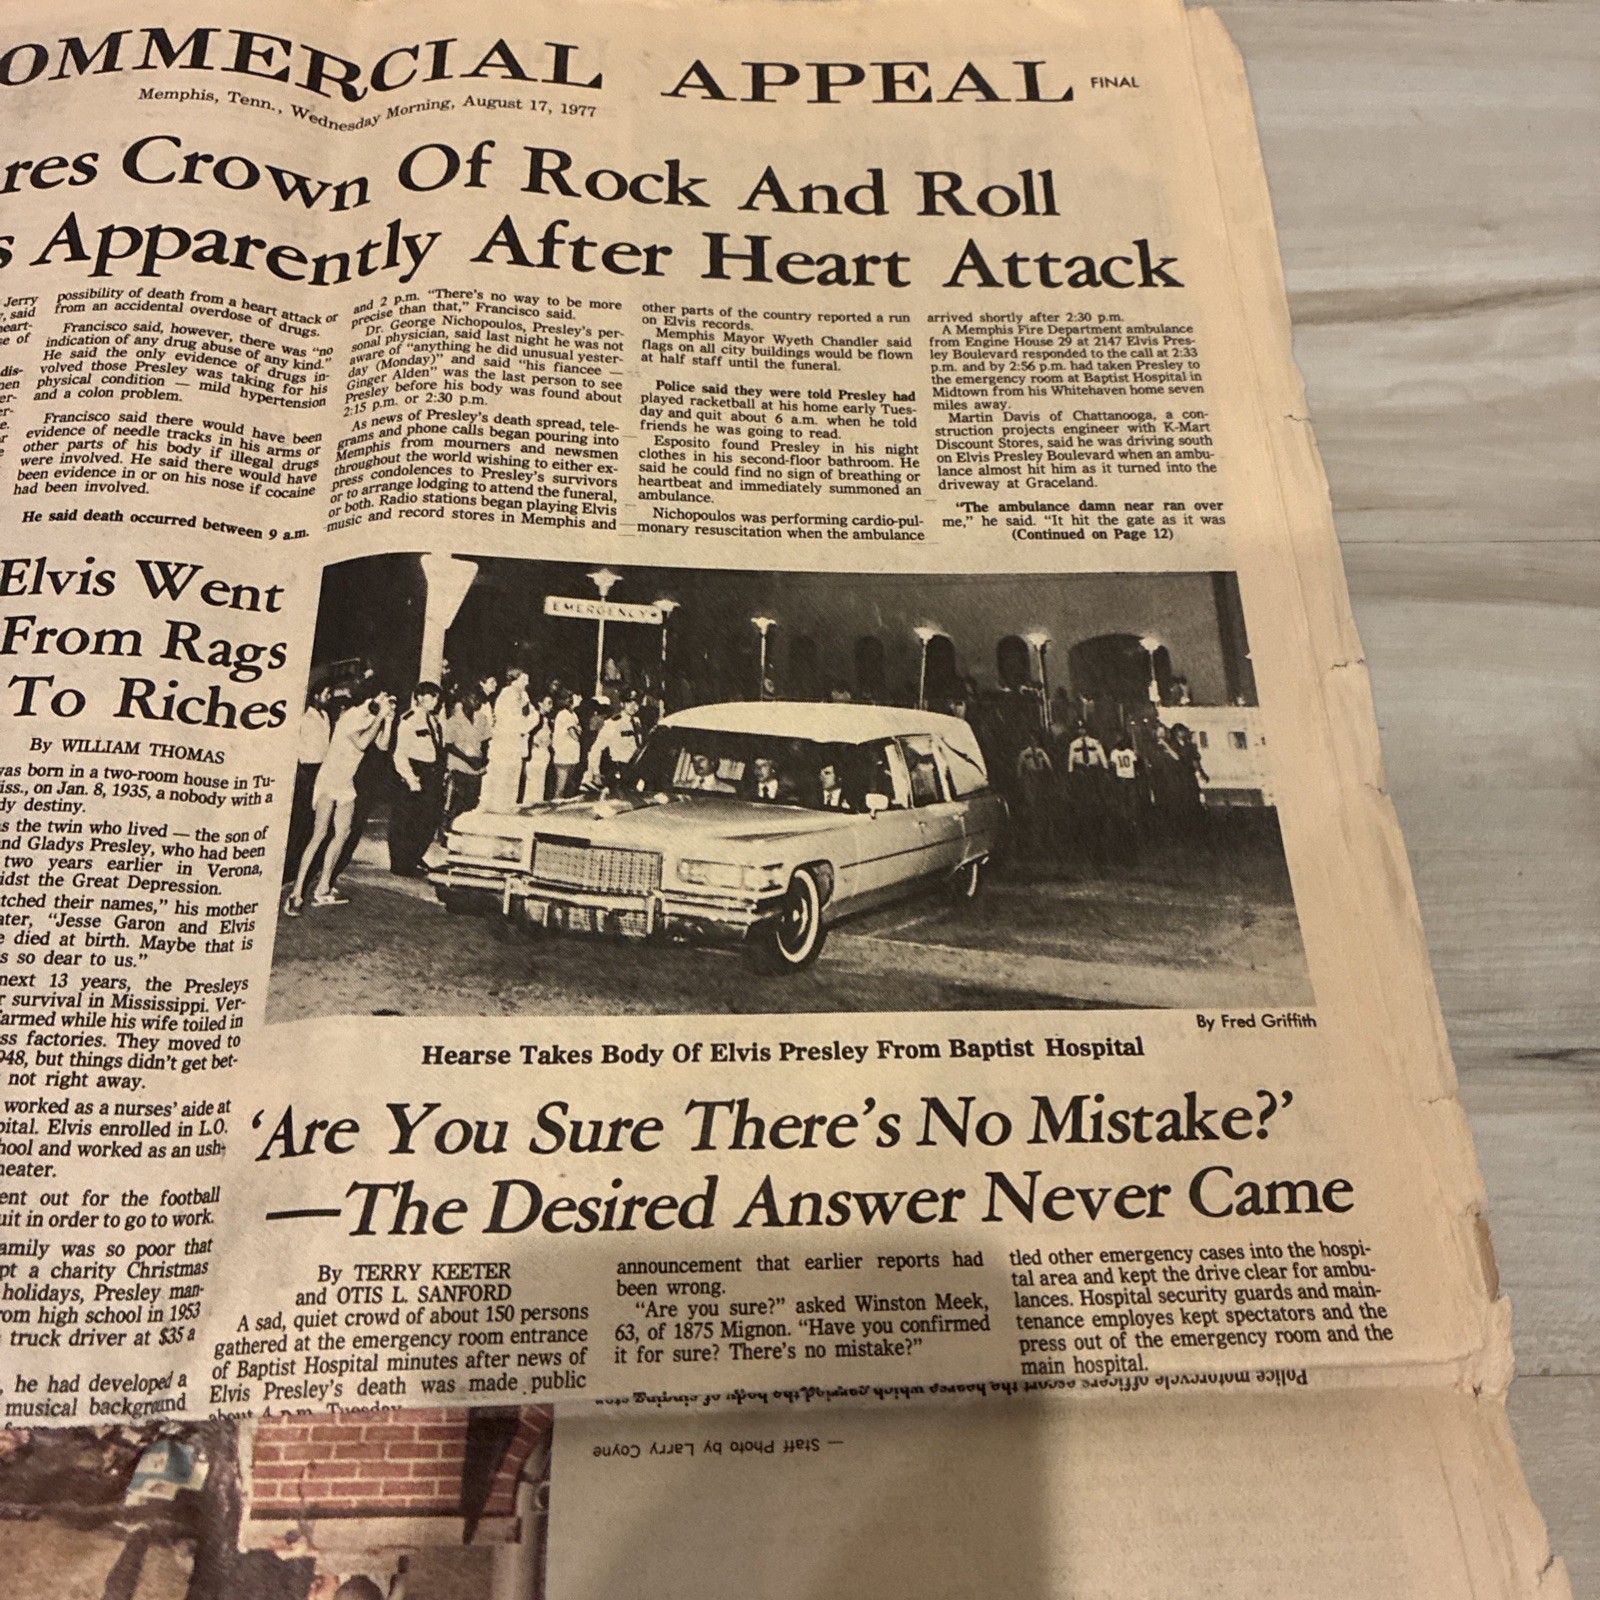 OMMERCIAL APPEAL
FINAL
Memphis, Tenn., Wednesday Morning, August 17, 1977
res Crown Of Rock And Roll
s Apparently After Heart Attack
Jerry
, said
heart-
se of
dis-
men
er-
er-
e.
r
possibility of death from a heart attack or
from an accidental overdose of drugs.
Francisco said, however, there was "no
indication of any drug abuse of any kind."
He said the only evidence of drugs in-
volved those Presley was taking for his
physical condition — mild hypertension
and a colon problem.
Francisco said there would have been
evidence of needle tracks in his arms or
other parts of his body if illegal drugs
were involved. He said there would have
been evidence in or on his nose if cocaine
had been involved.
He said death occurred between 9 a.m.
and 2 p.m. "There's no way to be more
precise than that," Francisco said.
Dr. George Nichopoulos, Presley's per-
sonal physician, said last night he was not
aware of "anything he did unusual yester-
day (Monday)" and said "his fiancee —
Ginger Alden" was the last person to see
Presley before his body was found about
2:15 p.m. or 2:30 p.m.
As news of Presley's death spread, tele-
grams and phone calls began pouring into
Memphis from mourners and newsmen
throughout the world wishing to either ex-
press condolences to Presley's survivors
or to arrange lodging to attend the funeral,
or both. Radio stations began playing Elvis
music and record stores in Memphis and
other parts of the country reported a run
on Elvis records.
Memphis Mayor Wyeth Chandler said
flags on all city buildings would be flown
at half staff until the funeral.
Police said they were told Presley had
played racketball at his home early Tues-
day and quit about 6 a.m. when he told
friends he was going to read.
Esposito found Presley in his night
clothes in his second-floor bathroom. He
said he could find no sign of breathing or
heartbeat and immediately summoned an
ambulance.
Nichopoulos was performing cardio-pul-
monary resuscitation when the ambulance
arrived shortly after 2:30 p.m.
A Memphis Fire Department ambulance
from Engine House 29 at 2147 Elvis Pres-
ley Boulevard responded to the call at 2:33
p.m. and by 2:56 p.m. had taken Presley to
the emergency room at Baptist Hospital in
Midtown from his Whitehaven home seven
miles away.
Martin Davis of Chattanooga, a con-
struction projects engineer with K-Mart
Discount Stores, said he was driving south
on Elvis Presley Boulevard when an ambu-
lance almost hit him as it turned into the
driveway at Graceland.
"The ambulance damn near ran over
me," he said. "It hit the gate as it was
(Continued on Page 12)
Elvis Went
From Rags
To Riches
By WILLIAM THOMAS
was born in a two-room house in Tu-
iss., on Jan. 8, 1935, a nobody with a
dy destiny.
s the twin who lived — the son of
nd Gladys Presley, who had been
two years earlier in Verona,
idst the Great Depression.
tched their names," his mother
ater, "Jesse Garon and Elvis
e died at birth. Maybe that is
s so dear to us."
next 13 years, the Presleys
r survival in Mississippi. Ver-
armed while his wife toiled in
ss factories. They moved to
948, but things didn't get bet-
not right away.
worked as a nurses' aide at
pital. Elvis enrolled in L.O.
hool and worked as an ush-
heater.
ent out for the football
uit in order to go to work.
amily was so poor that
pt a charity Christmas
holidays, Presley man-
rom high school in 1953
truck driver at $35 a
, he had developed a
musical background
EMERGENCY
10
By Fred Griffith
Hearse Takes Body Of Elvis Presley From Baptist Hospital
'Are You Sure There's No Mistake?'
—The Desired Answer Never Came
By TERRY KEETER
and OTIS L. SANFORD
A sad, quiet crowd of about 150 persons
gathered at the emergency room entrance
of Baptist Hospital minutes after news of
Elvis Presley's death was made public
about 4 p.m. Tuesday
announcement that earlier reports had
been wrong.
"Are you sure?" asked Winston Meek,
63, of 1875 Mignon. "Have you confirmed
it for sure? There's no mistake?"
tled other emergency cases into the hospi-
tal area and kept the drive clear for ambu-
lances. Hospital security guards and main-
tenance employes kept spectators and the
press out of the emergency room and the
main hospital.
Police motorcycle officers escort the hearse which carried the body of singing
— Staff Photo by Larry Coyne